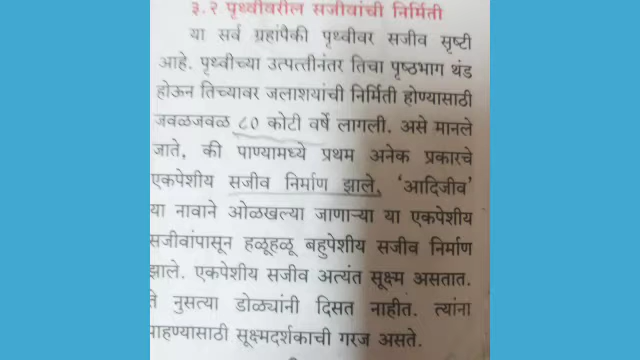 ३.२ पृथ्वीवरील सजीवांची निर्मिती
या सर्व ग्रहांपैकी पृथ्वीवर सजीव सृष्टी
आहे. पृथ्वीच्या उत्पत्तीनंतर तिचा पृष्ठभाग थंड
होऊन तिच्यावर जलाशयांची निर्मिती होण्यासाठी
जवळजवळ ८० कोटी वर्षे लागली. असे मानले
जाते, की पाण्यामध्ये प्रथम अनेक प्रकारचे
एकपेशीय सजीव निर्माण झाले. ‘आदिजीव’
या नावाने ओळखल्या जाणाऱ्या या एकपेशीय
सजीवांपासून हळूहळू बहुपेशीय सजीव निर्माण
झाले. एकपेशीय सजीव अत्यंत सूक्ष्म असतात.
ते नुसत्या डोळ्यांनी दिसत नाहीत. त्यांना
पाहण्यासाठी सूक्ष्मदर्शकाची गरज असते.